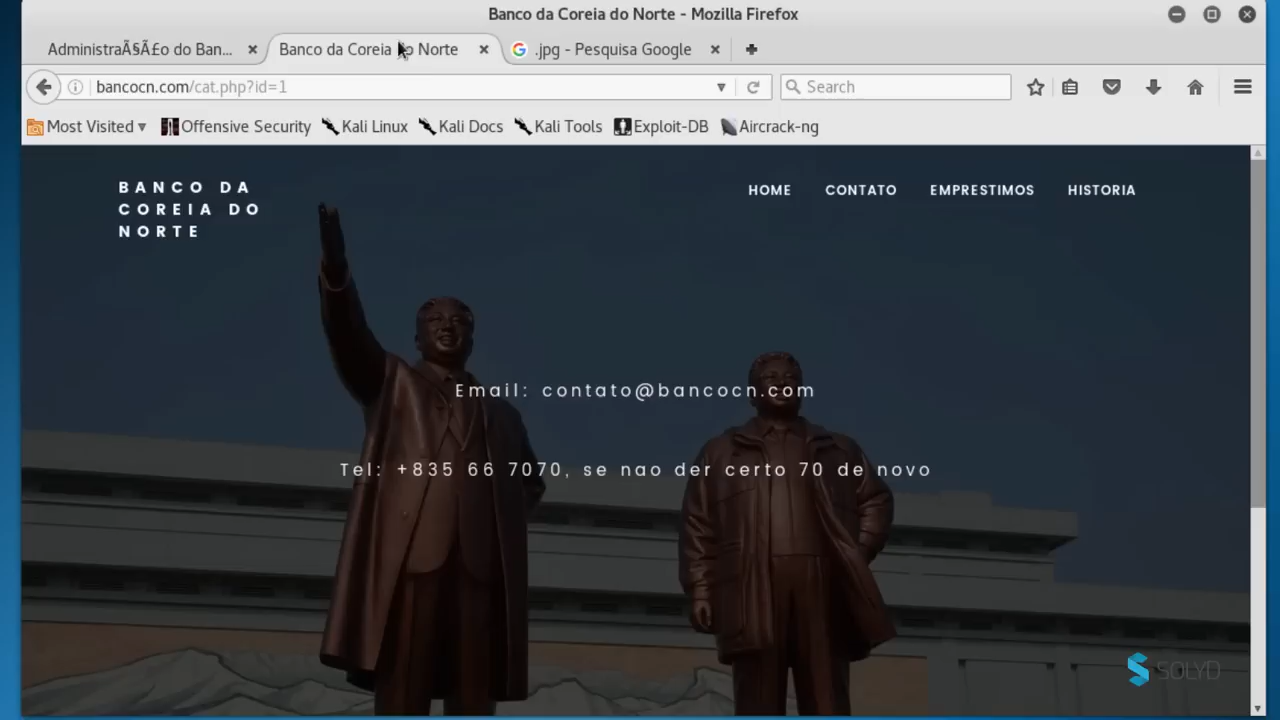 Banco da Coreia do Norte - Mozilla Firefox
AdministraÃ§Ã£o do Ban...
Banco da Coreia do Norte
.jpg - Pesquisa Google
bancocn.com/cat.php?id=1
Search
Most Visited
Offensive Security
Kali Linux
Kali Docs
Kali Tools
Exploit-DB
Aircrack-ng
BANCO DA
COREIA DO
NORTE
HOME
CONTATO
EMPRESTIMOS
HISTORIA
Email: contato@bancocn.com
Tel: +835 66 7070, se nao der certo 70 de novo
SOLYD